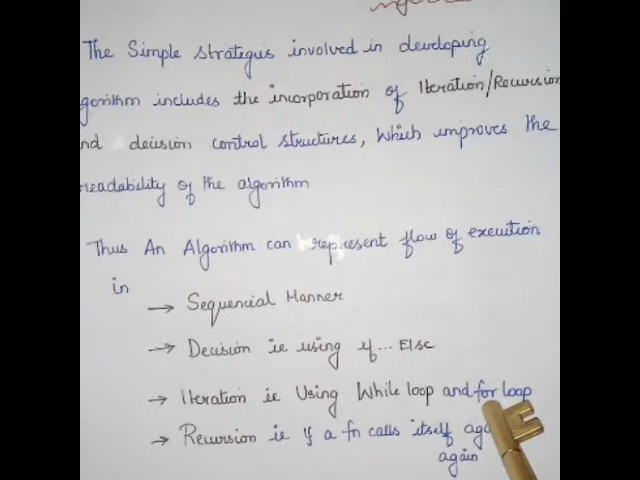 The Simple strategies involved in developing
gorithm includes the incorporation of Iteration/Recursion
nd decision control structures, which improves the
readability of the algorithm
Thus An Algorithm can represent flow of execution
in
→ Sequencial Manner
→ Decision ie using if... Else
→ Iteration ie Using While loop and for loop
→ Recursion ie if a fn calls itself
again